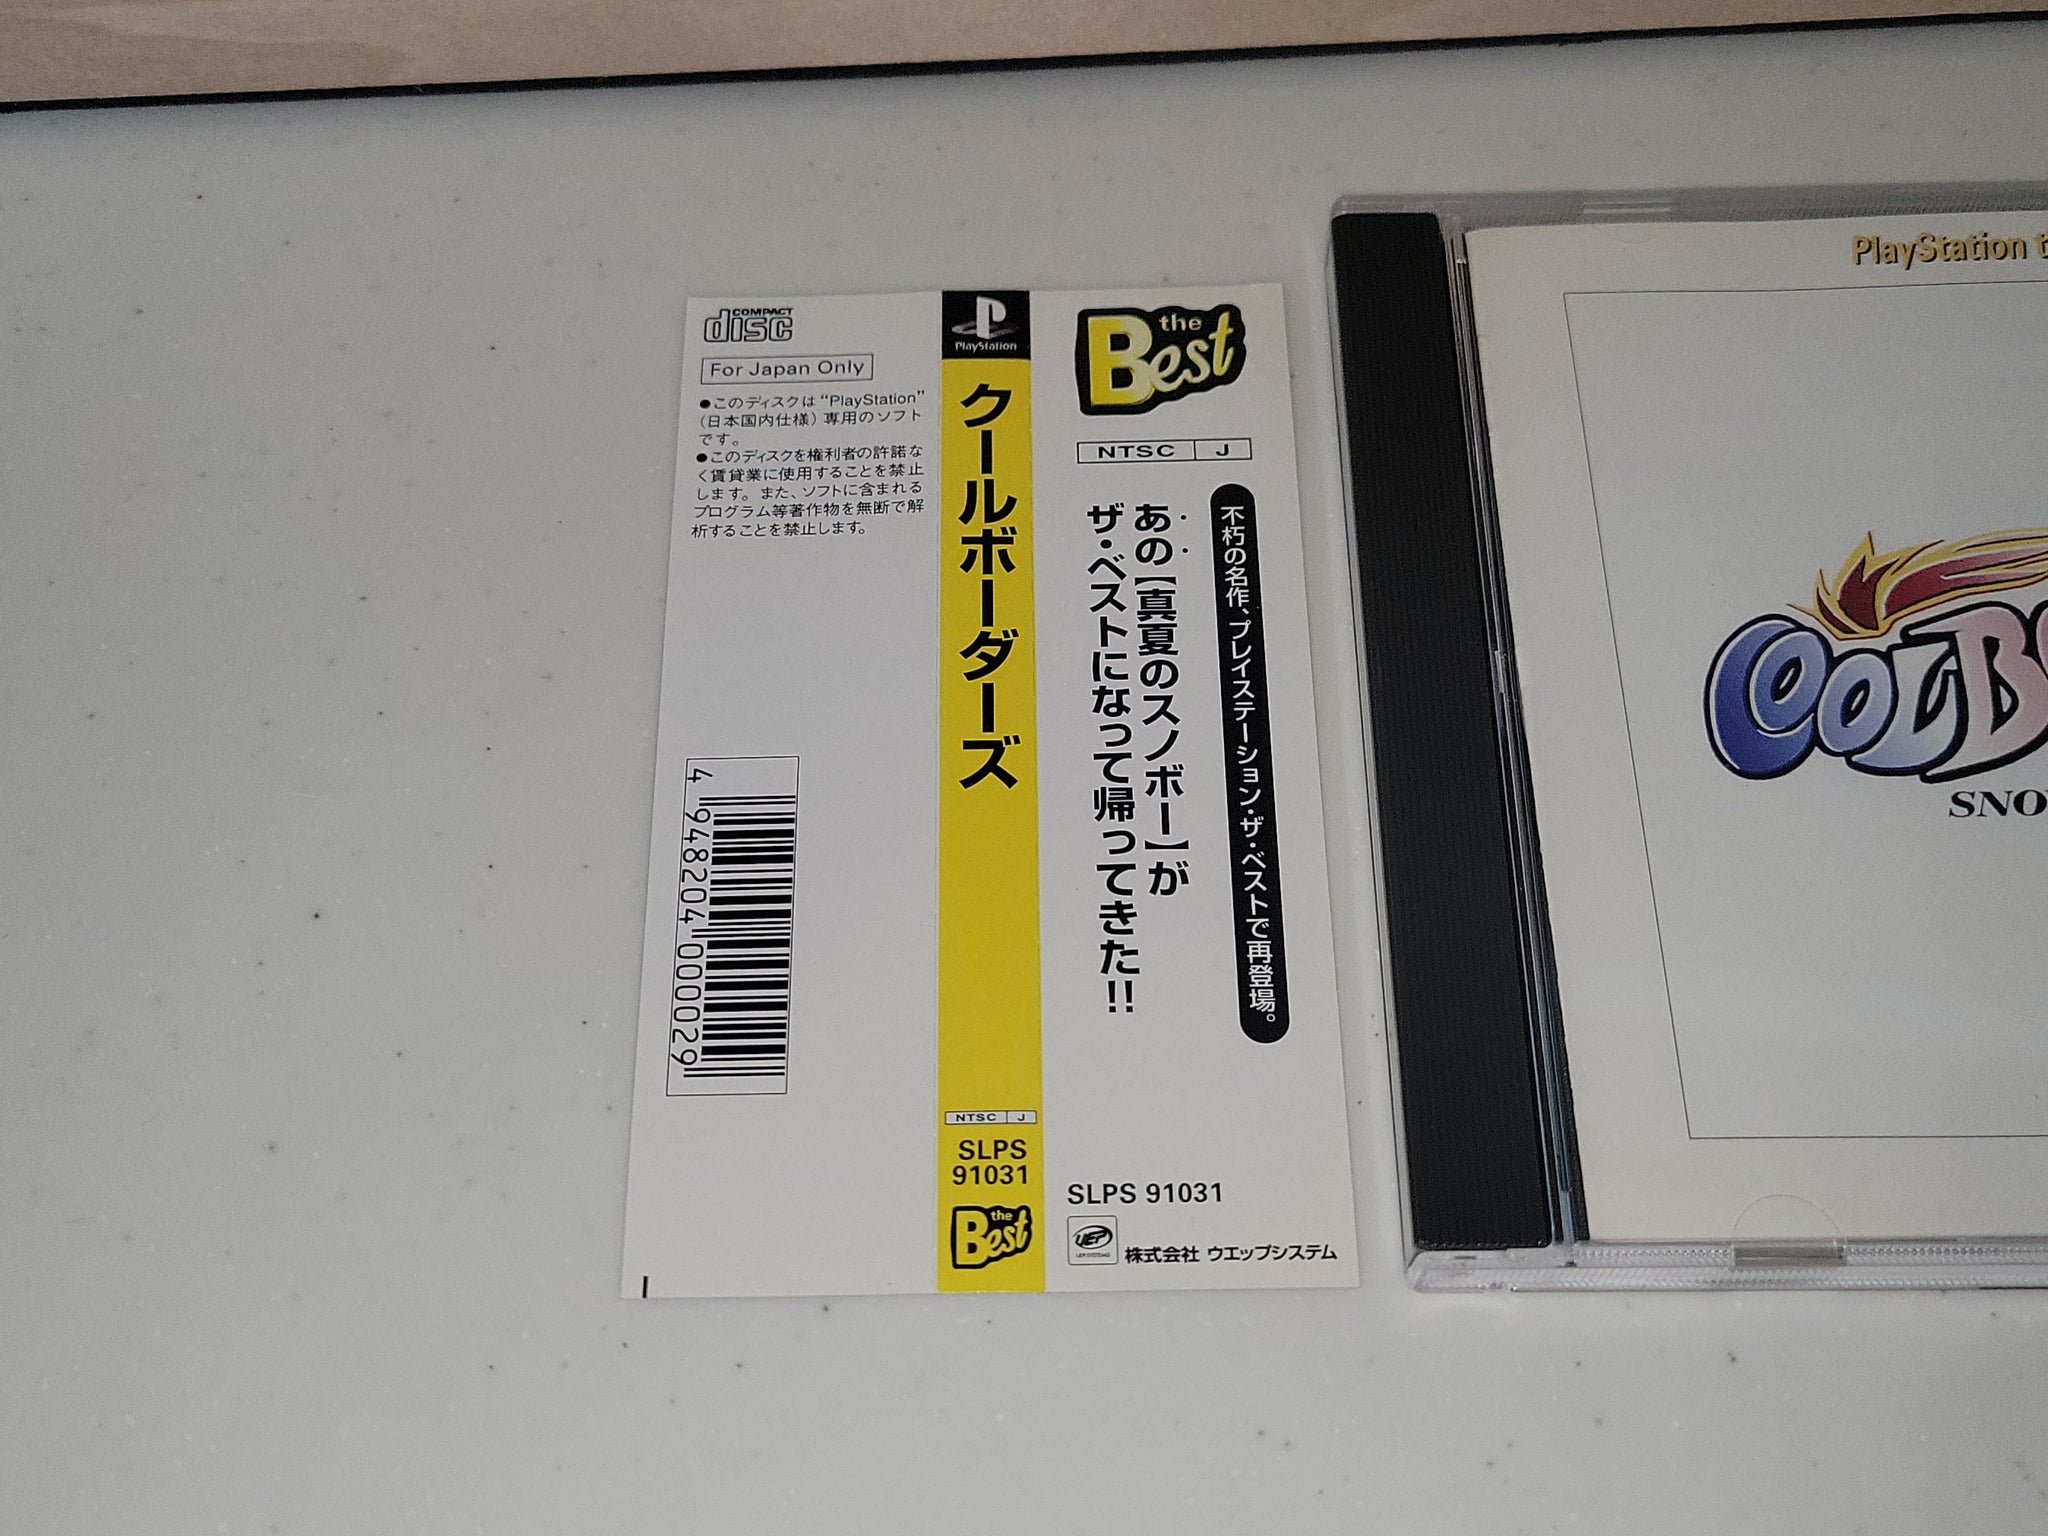 COMPACT
disc
For Japan Only
●このディスクは“PlayStation”
（日本国内仕様）専用のソフト
です。
●このディスクを権利者の許諾な
く賃貸業に使用することを禁止
します。また、ソフトに含まれる
プログラム等著作物を無断で解
析することを禁止します。
4 948204 000029
PlayStation
クールボーダーズ
NTSC J
SLPS
91031
the
Best
the
Best
NTSC J
不朽の名作、プレイステーション・ザ・ベストで再登場。
あの【真夏のスノボー】が
ザ・ベストになって帰ってきた!!
SLPS 91031
UEP
UEP SYSTEMS
株式会社 ウエップシステム
PlayStation t
COOL B
SNO